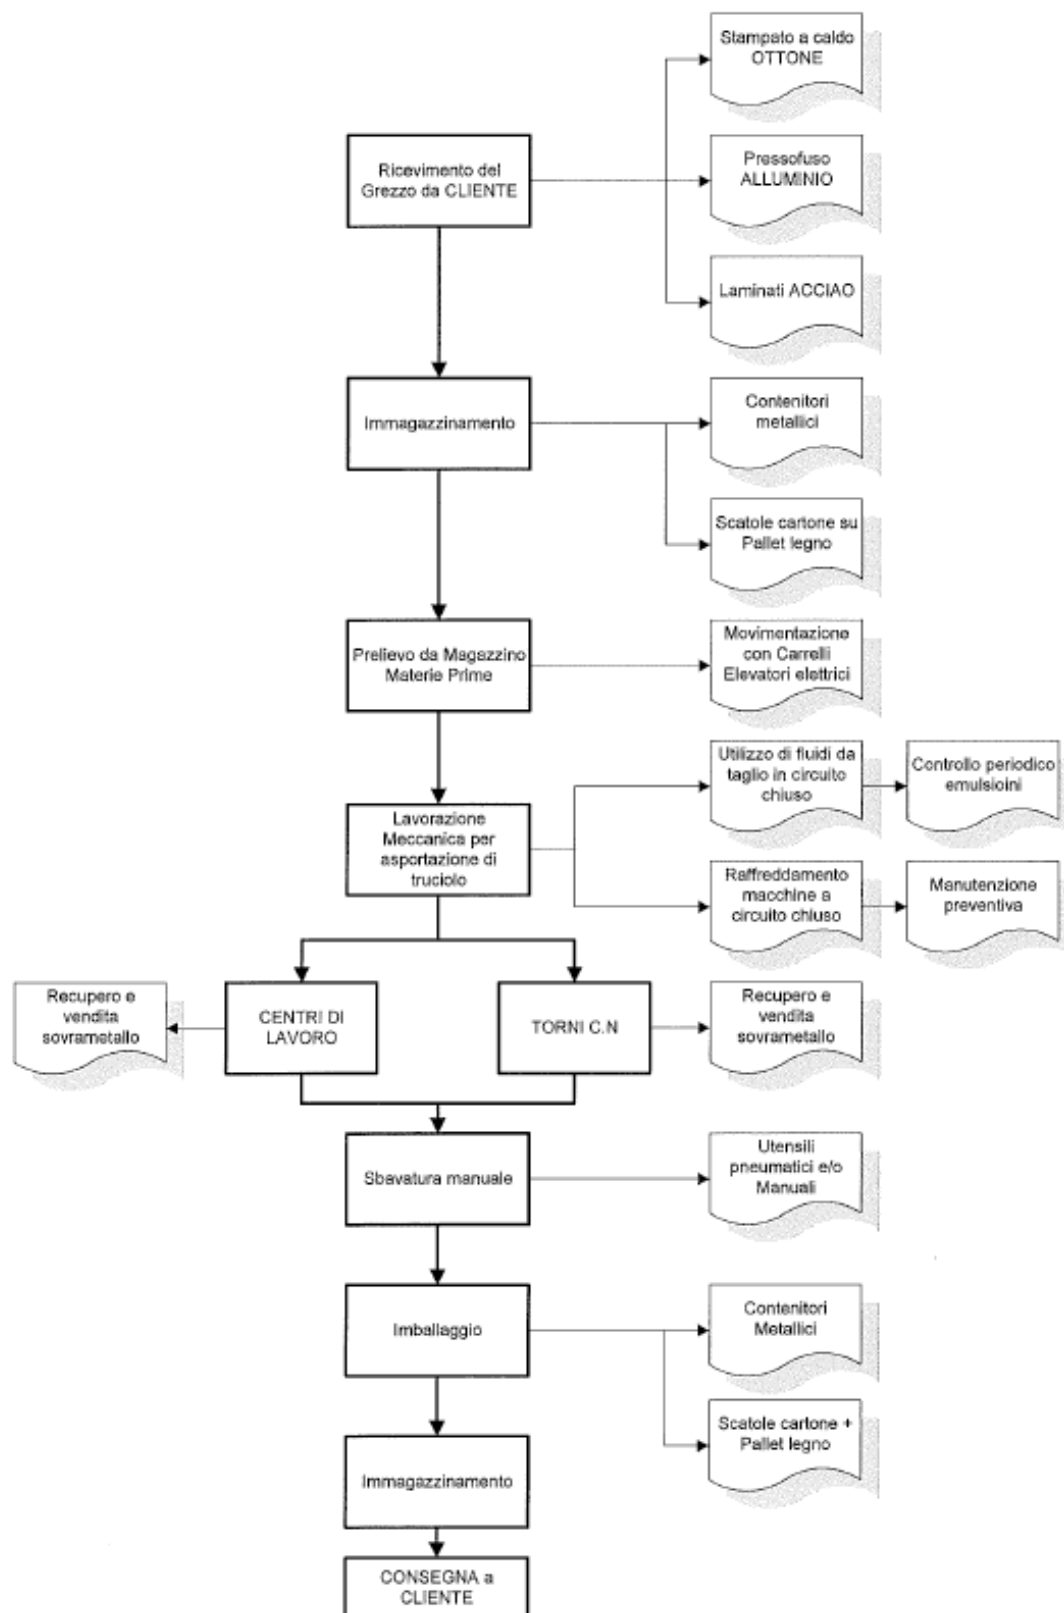 Stampato a caldo
OTTONE
Ricevimento del
Grezzo da CLIENTE
Pressofuso
ALLUMINIO
Laminati ACCIAO
Immagazzinamento
Contenitori
metallici
Scatole cartone su
Pallet legno
Prelievo da Magazzino
Materie Prime
Movimentazione
con Carrelli
Elevatori elettrici
Lavorazione
Meccanica per
asportazione di
truciolo
Utilizzo di fluidi da
taglio in circuito
chiuso
Controllo periodico
emulsioini
Raffreddamento
macchine a
circuito chiuso
Manutenzione
preventiva
Recupero e
vendita
sovrametallo
CENTRI DI
LAVORO
TORNI C.N
Recupero e
vendita
sovrametallo
Sbavatura manuale
Utensili
pneumatici e/o
Manuali
Imballaggio
Contenitori
Metallici
Scatole cartone +
Pallet legno
Immagazzinamento
CONSEGNA a
CLIENTE